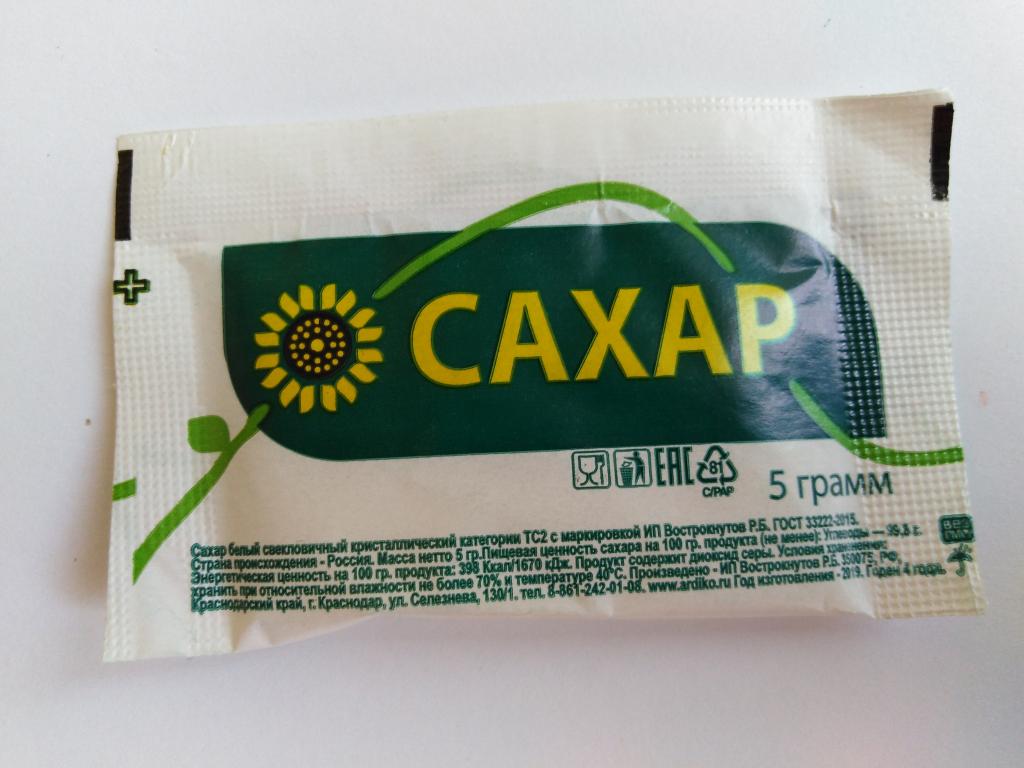 САХАР
81
C/PAP
ЕАС
5 грамм
Сахар белый свекловичный кристаллический категории ТС2 с маркировкой ИП Вострокнутов Р.Б. ГОСТ 33222-2015.
Страна происхождения - Россия. Масса нетто 5 гр.Пищевая ценность сахара на 100 гр. продукта (не менее): Углеводы — 99,8 г.
Энергетическая ценность на 100 гр. продукта: 398 Ккал/1670 кДж. Продукт содержит диоксид серы. Условия хранения:
хранить при относительной влажности не более 70% и температуре 40°С. Произведено - ИП Вострокнутов Р.Б. 350075, РФ,
Краснодарский край, г. Краснодар, ул. Селезнева, 130/1. тел. 8-861-242-01-08. www.ardiko.ru Год изготовления - 2019. Годен 4 года.
БЕЗ
ГМО